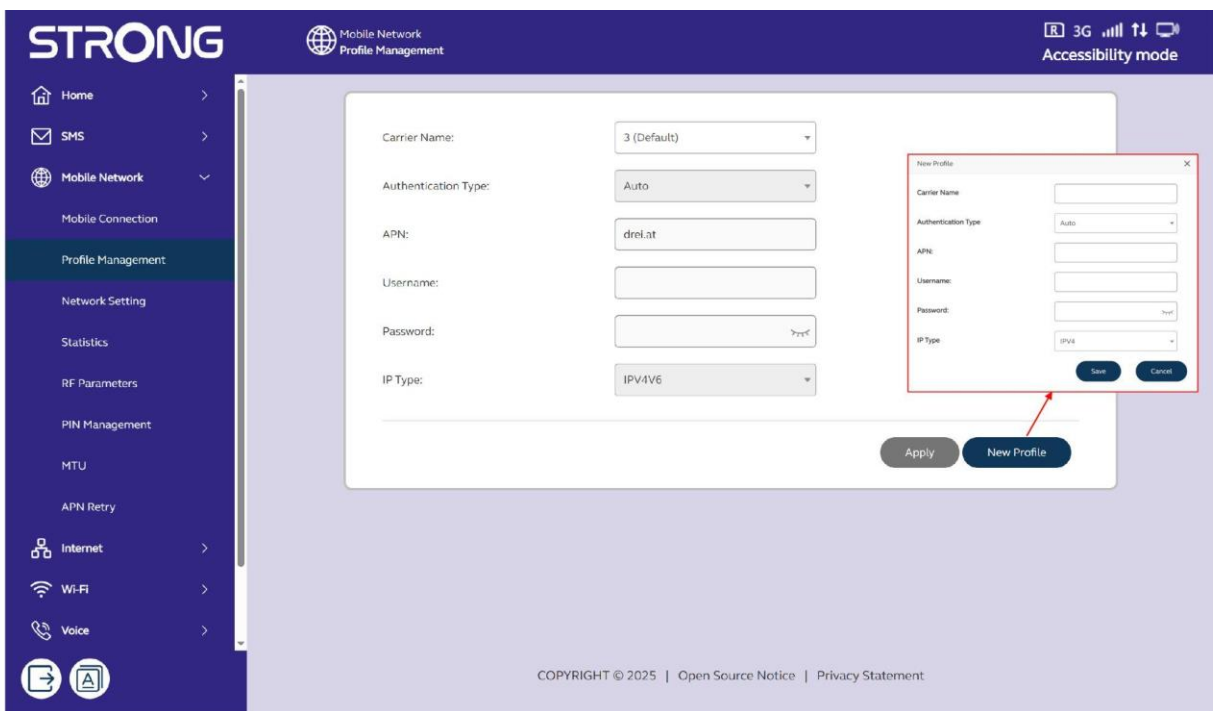 STRONG
Mobile Network
Profile Management
R 3G
Accessibility mode
Home
SMS
Mobile Network
Mobile Connection
Profile Management
Network Setting
Statistics
RF Parameters
PIN Management
MTU
APN Retry
Internet
Wi-Fi
Voice
A
Carrier Name: 3 (Default)
Authentication Type: Auto
APN: drei.at
Username:
Password:
IP Type: IPV4V6
Apply New Profile
New Profile
Carrier Name
Authentication Type Auto
APN:
Username:
Password:
IP Type IPV4
Save Cancel
COPYRIGHT © 2025 | Open Source Notice | Privacy Statement